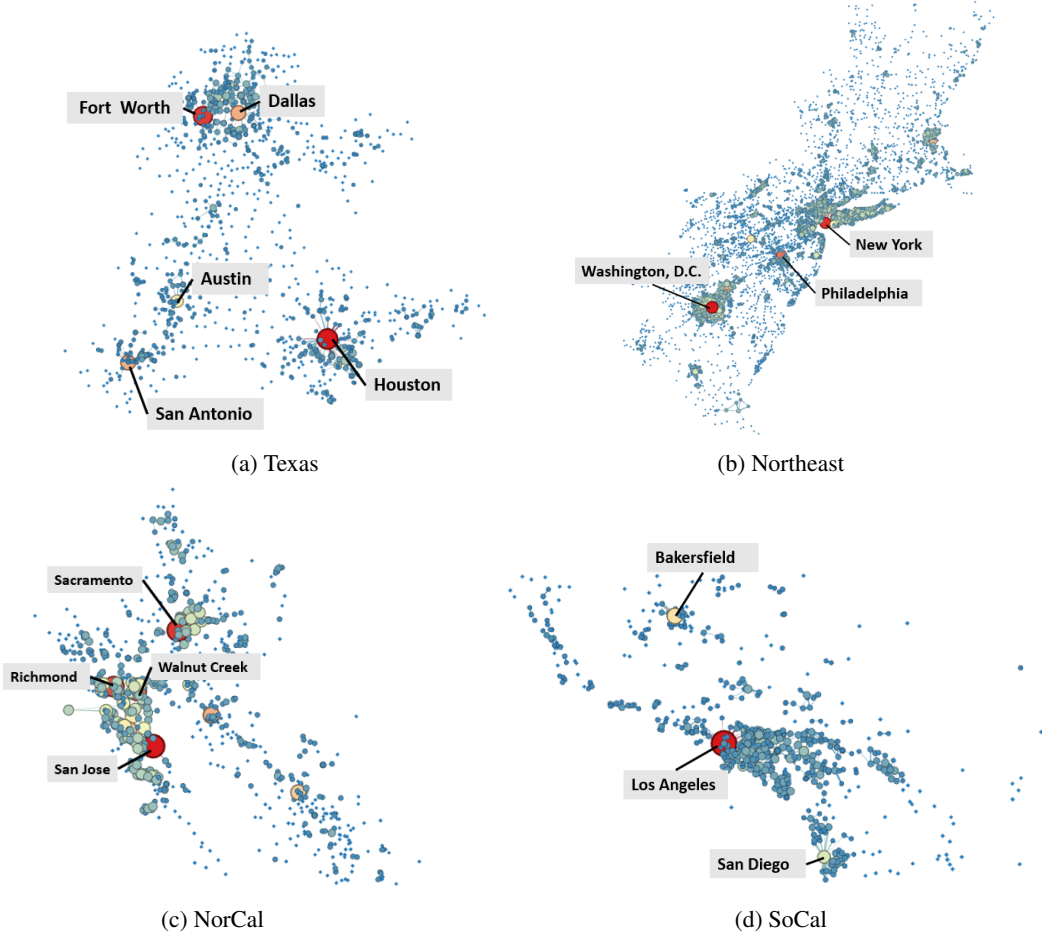 Fort Worth
Dallas
Austin
Houston
San Antonio
(a) Texas
New York
Washington, D.C.
Philadelphia
(b) Northeast
Sacramento
Walnut Creek
Richmond
San Jose
(c) NorCal
Bakersfield
Los Angeles
San Diego
(d) SoCal